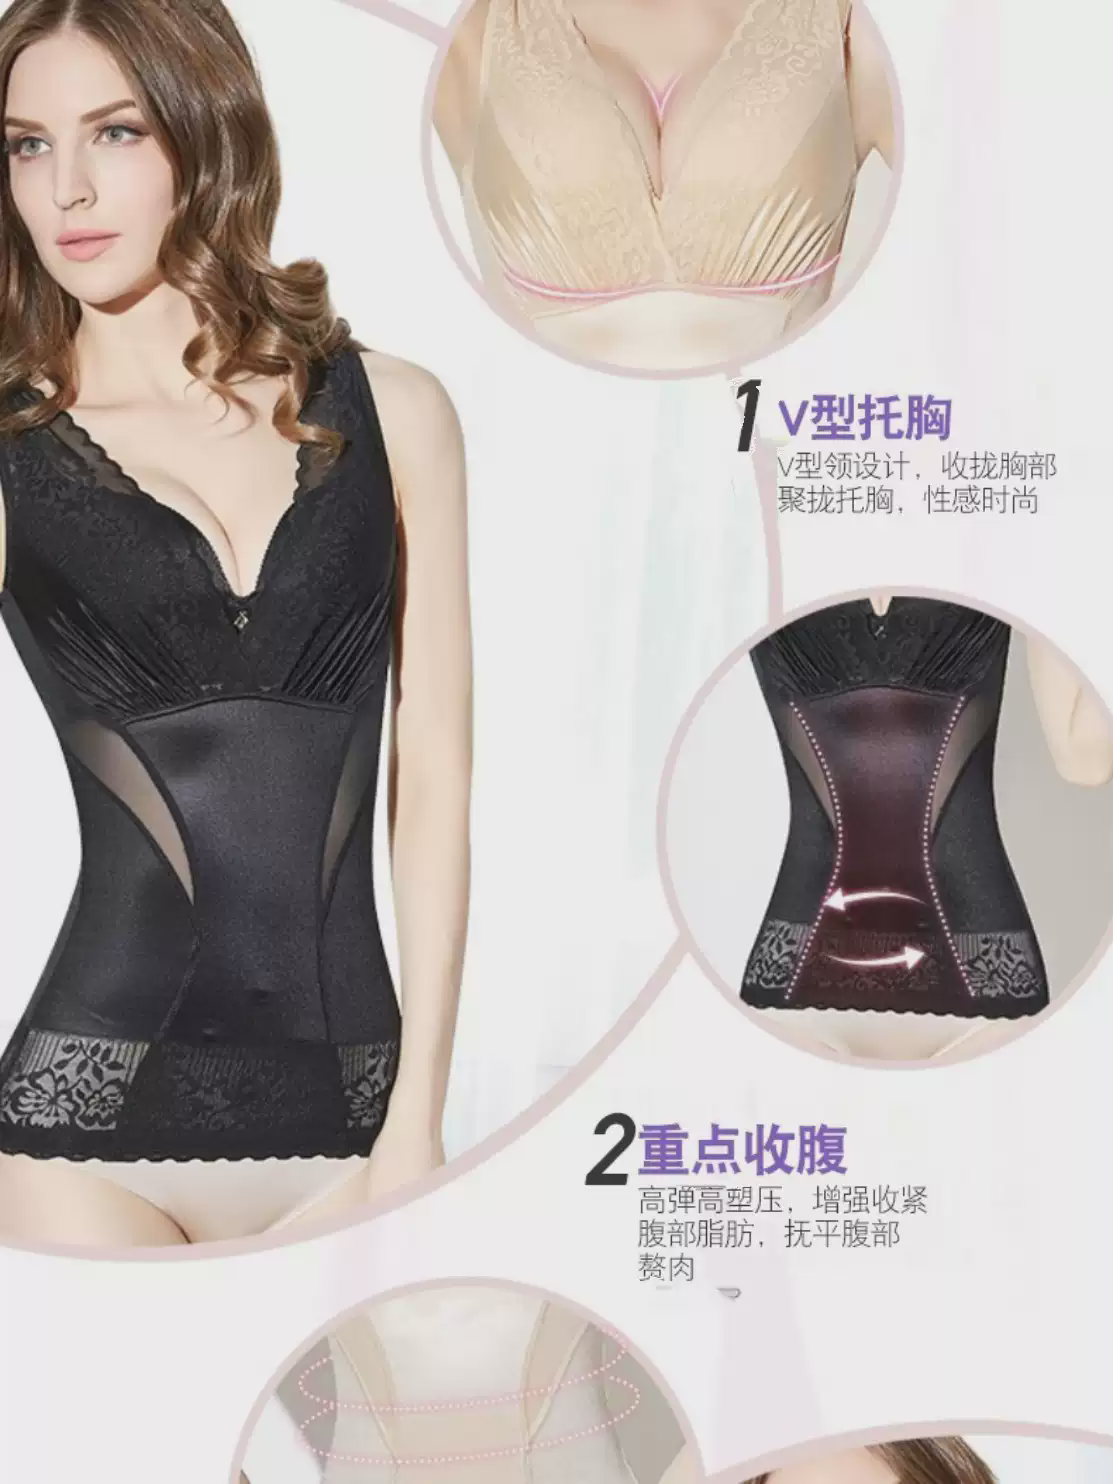 1
V型托胸
V型领设计，收拢胸部
聚拢托胸，性感时尚
2
重点收腹
高弹高塑压，增强收紧
腹部脂肪，抚平腹部
赘肉